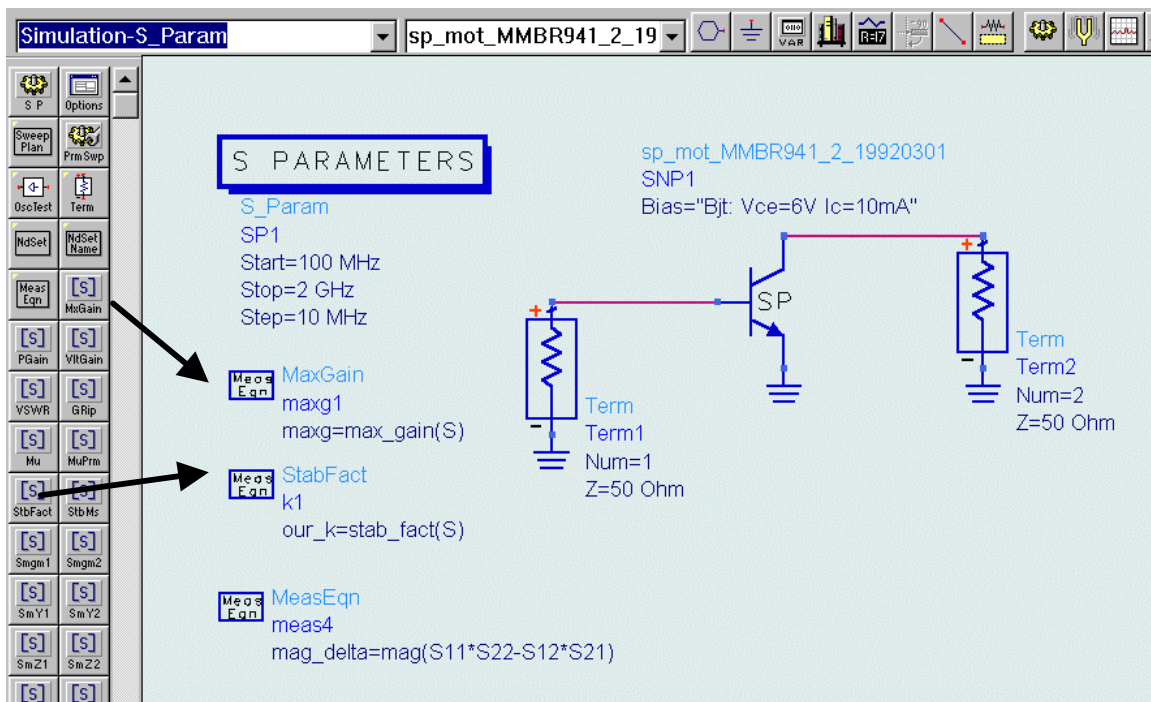 Simulation-S_Param
sp_mot_MMBR941_2_19
VAR
S P
Options
Sweep Plan
Prm Swp
OscTest
Term
NdSet
NdSet Name
Meas Eqn
[S] MxGain
[S] PGain
[S] VltGain
[S] VSWR
[S] GRip
[S] Mu
[S] MuPrm
[S] StbFact
[S] StbMs
[S] Smgm1
[S] Smgm2
[S] SmY1
[S] SmY2
[S] SmZ1
[S] SmZ2
[S]
[S]
S PARAMETERS
S_Param
SP1
Start=100 MHz
Stop=2 GHz
Step=10 MHz
Meas Eqn
MaxGain
maxg1
maxg=max_gain(S)
Meas Eqn
StabFact
k1
our_k=stab_fact(S)
Meas Eqn
MeasEqn
meas4
mag_delta=mag(S11*S22-S12*S21)
sp_mot_MMBR941_2_19920301
SNP1
Bias="Bjt: Vce=6V Ic=10mA"
SP
+
-
Term
Term1
Num=1
Z=50 Ohm
+
-
Term
Term2
Num=2
Z=50 Ohm